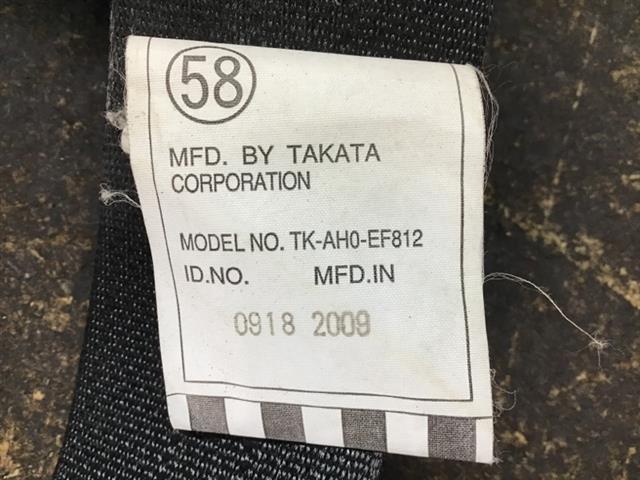 58
MFD. BY TAKATA
CORPORATION
MODEL NO. TK-AH0-EF812
ID.NO. MFD.IN
0918 2009